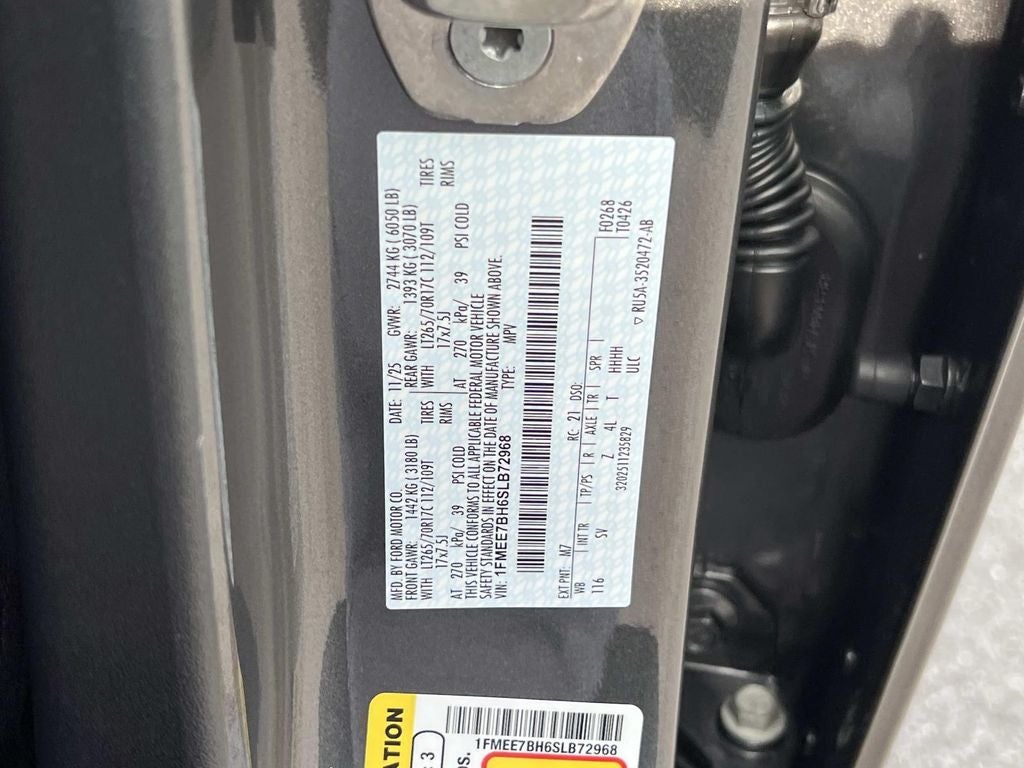 MFD. BY FORD MOTOR CO.
DATE: 11/25 GVWR: 2744 KG ( 6050 LB)
FRONT GAWR: 1442 KG ( 3180 LB)
REAR GAWR: 1393 KG ( 3070 LB)
WITH LT265/70R17C 112/109T TIRES
WITH LT265/70R17C 112/109T TIRES
17x7.5J RIMS
17x7.5J RIMS
AT 270 kPa/ 39 PSI COLD
AT 270 kPa/ 39 PSI COLD
THIS VEHICLE CONFORMS TO ALL APPLICABLE FEDERAL MOTOR VEHICLE
SAFETY STANDARDS IN EFFECT ON THE DATE OF MANUFACTURE SHOWN ABOVE.
VIN: 1FMEE7BH6SLB72968 TYPE: MPV
EXT PNT: M7 RC: 21 DSO: F0268
WB INT TR TP/PS R AXLE TR SPR T0426
116 SV Z 4L T HHHH
ULC ▽ RU5A-3520472-AB
3202511235829
ATION
: 3
OS.
1FMEE7BH6SLB72968